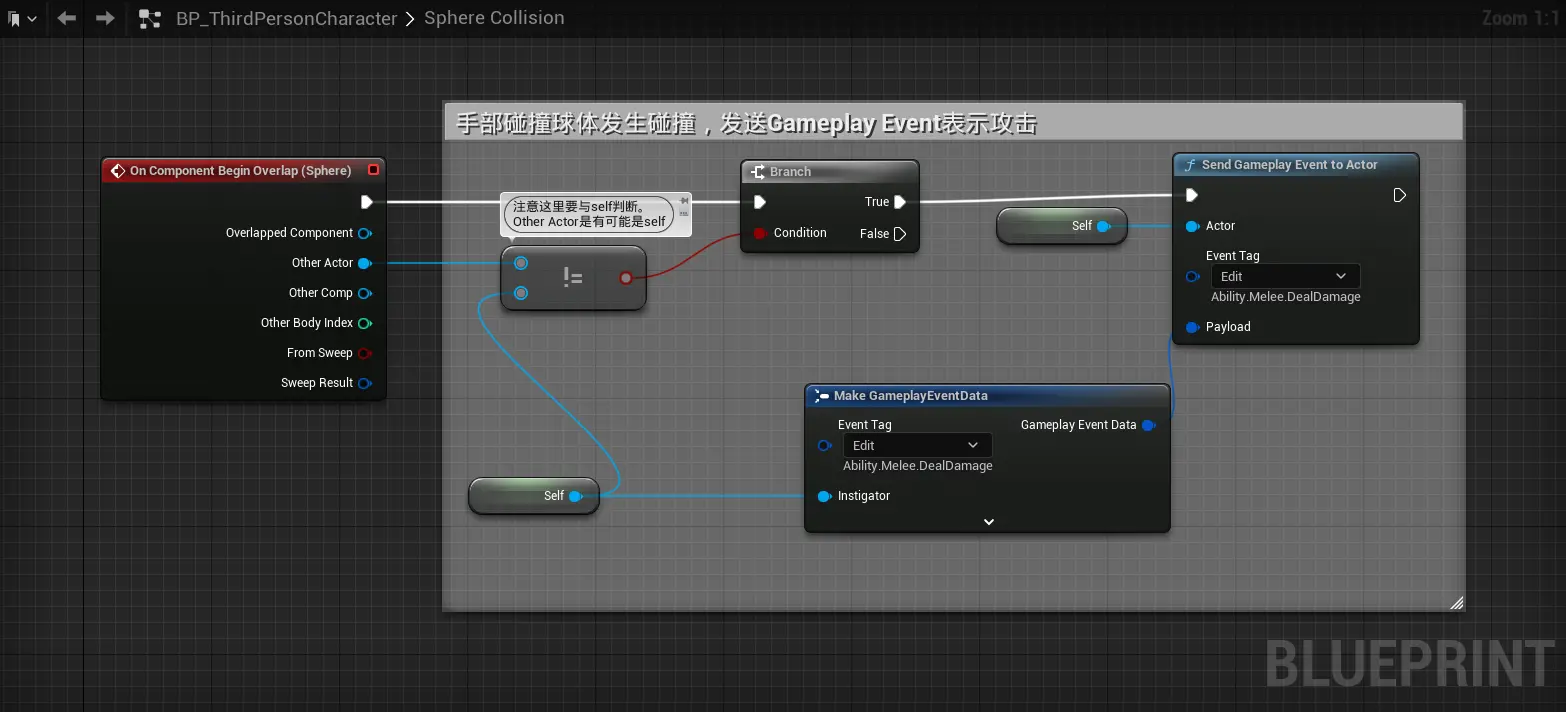 BP_ThirdPersonCharacter > Sphere Collision
Zoom 1:1
手部碰撞球体发生碰撞，发送Gameplay Event表示攻击
On Component Begin Overlap (Sphere)
Overlapped Component
Other Actor
Other Comp
Other Body Index
From Sweep
Sweep Result
注意这里要与self判断。
Other Actor是有可能是self
!=
Branch
True
Condition
False
Self
Send Gameplay Event to Actor
Actor
Event Tag
Edit
Ability.Melee.DealDamage
Payload
Self
Make GameplayEventData
Event Tag
Gameplay Event Data
Edit
Ability.Melee.DealDamage
Instigator
BLUEPRINT